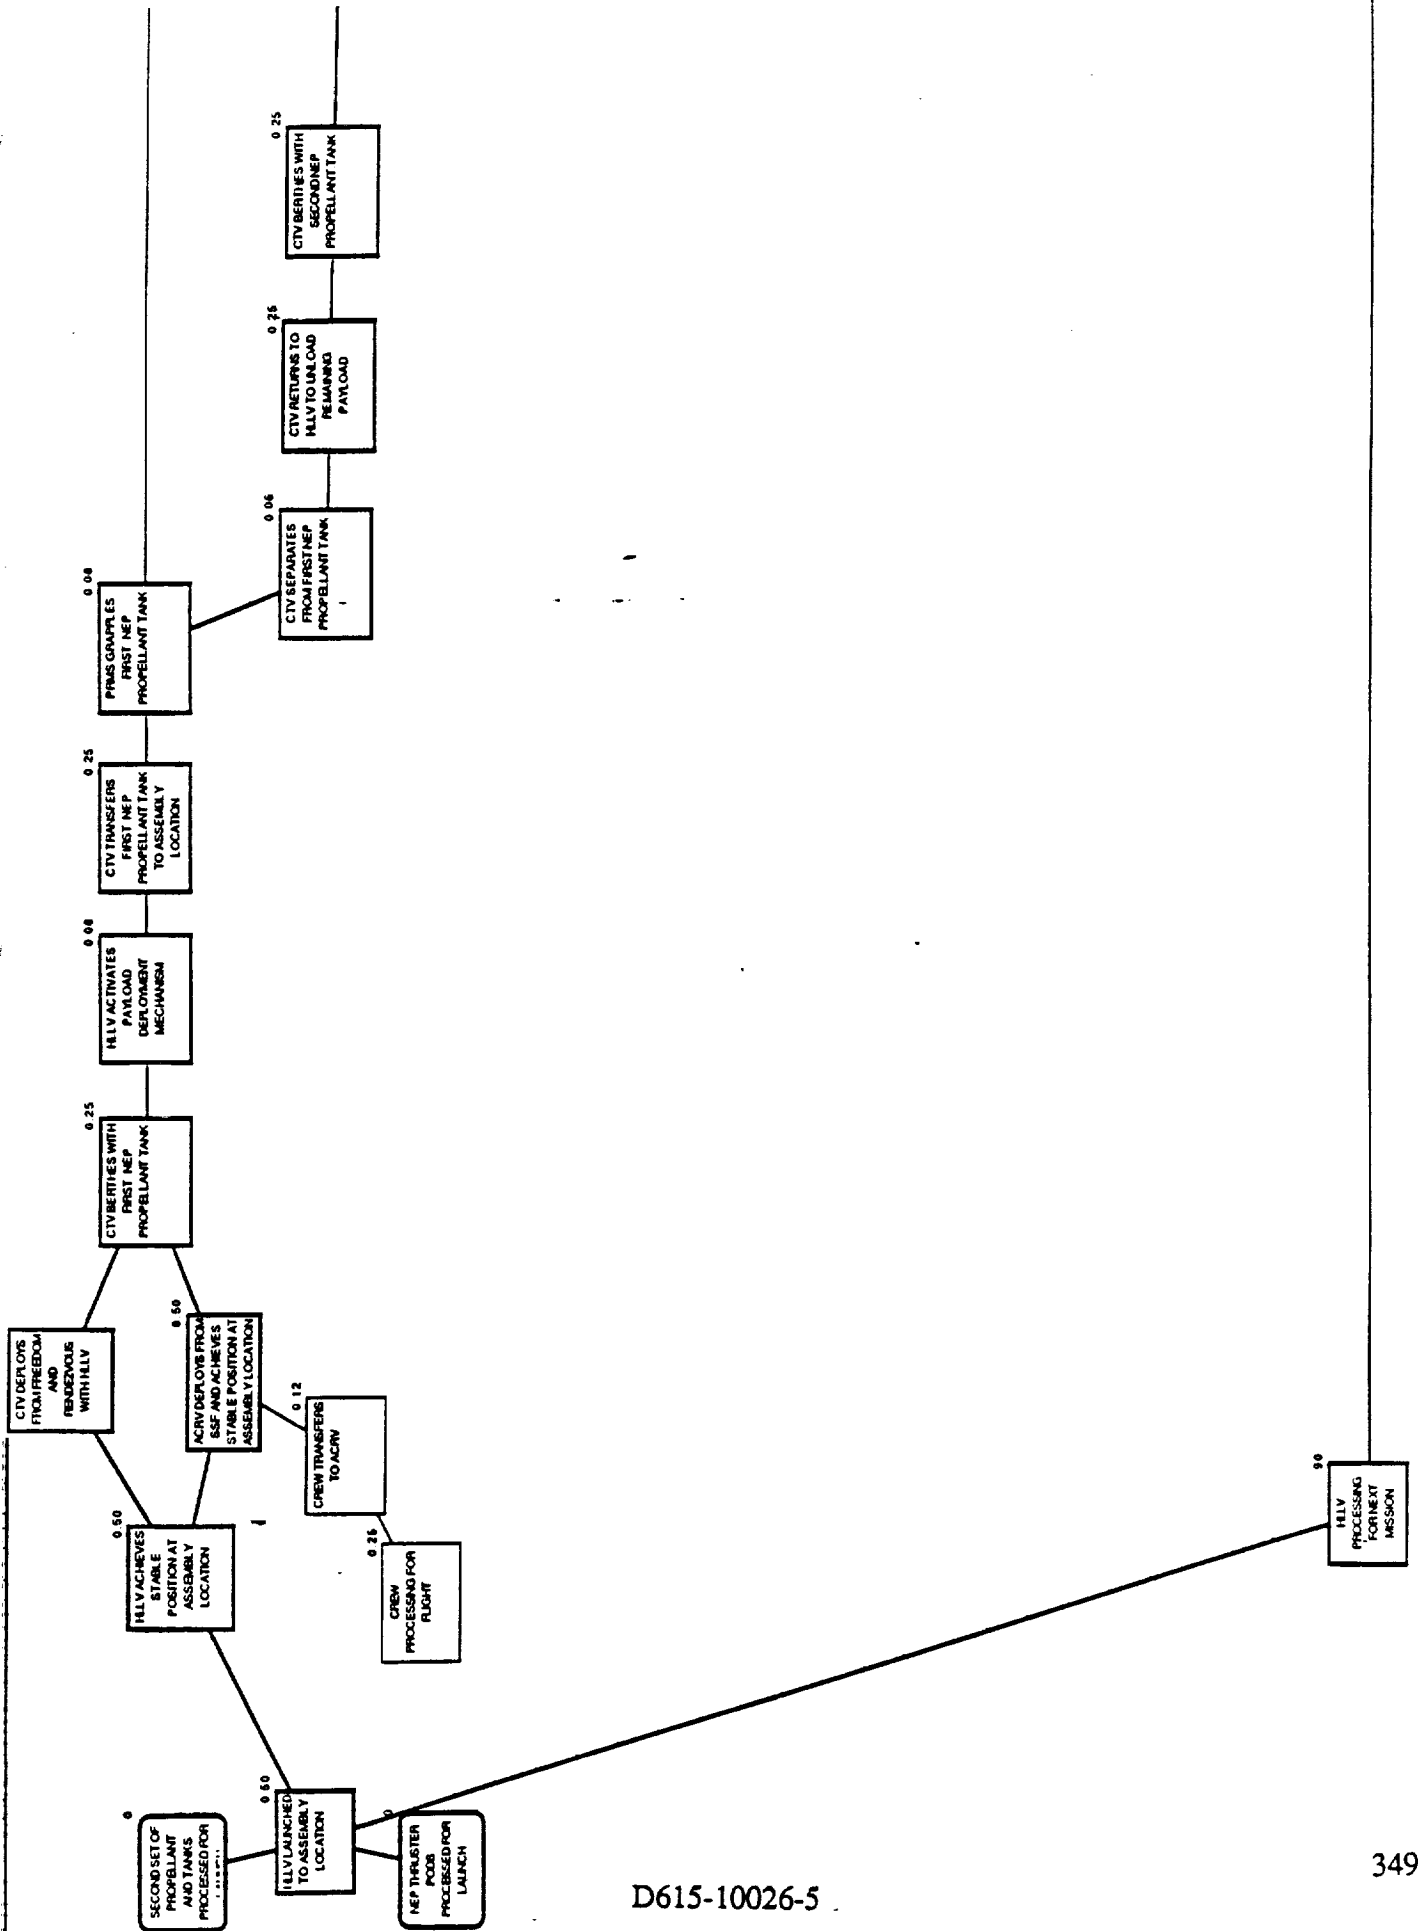 SECOND SET OF
PROPELLANT
AND TANKS
PROCESSED FOR
0
HLLV LAUNCHED
TO ASSEMBLY
LOCATION
0.50
NEP THRUSTER
PODS
PROCESSED FOR
LAUNCH
0
HLLV ACHIEVES
STABLE
POSITION AT
ASSEMBLY
LOCATION
0.50
CREW
PROCESSING FOR
FLIGHT
0.25
HLLV
PROCESSING
FOR NEXT
MISSION
90
CTV DEPLOYS
FROM FREEDOM
AND
RENDEZVOUS
WITH HLLV
ACRV DEPLOYS FROM
SSF AND ACHIEVES
STABLE POSITION AT
ASSEMBLY LOCATION
0.50
CREW TRANSFERS
TO ACRV
0.12
CTV BERTHES WITH
FIRST NEP
PROPELLANT TANK
0.25
HLLV ACTIVATES
PAYLOAD
DEPLOYMENT
MECHANISM
CTV TRANSFERS
FIRST NEP
PROPELLANT TANK
TO ASSEMBLY
LOCATION
0.25
PRMS GRAPPLES
FIRST NEP
PROPELLANT TANK
CTV SEPARATES
FROM FIRST NEP
PROPELLANT TANK
0.06
CTV RETURNS TO
HLLV TO UNLOAD
REMAINING
PAYLOAD
0.25
CTV BERTHES WITH
SECOND NEP
PROPELLANT TANK
0.25
D615-10026-5
349